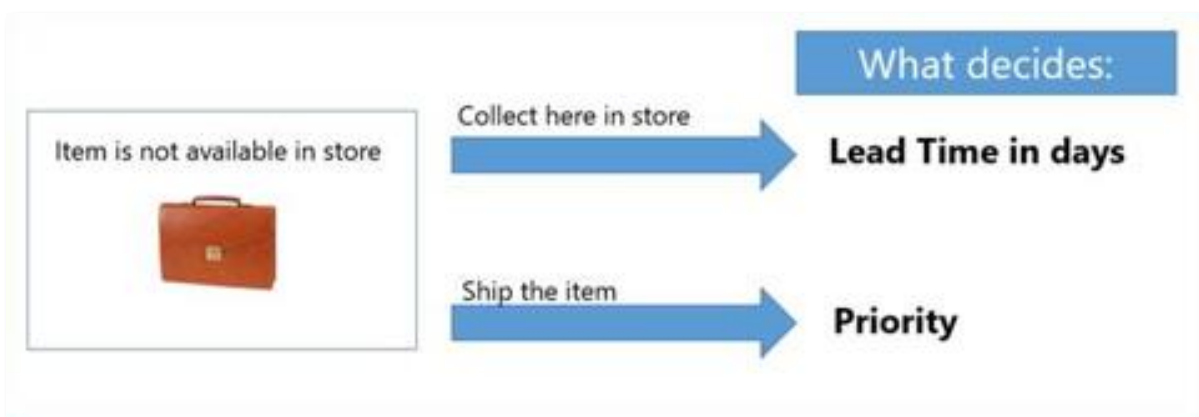 What decides:
Item is not available in store
Collect here in store
Lead Time in days
Ship the item
Priority